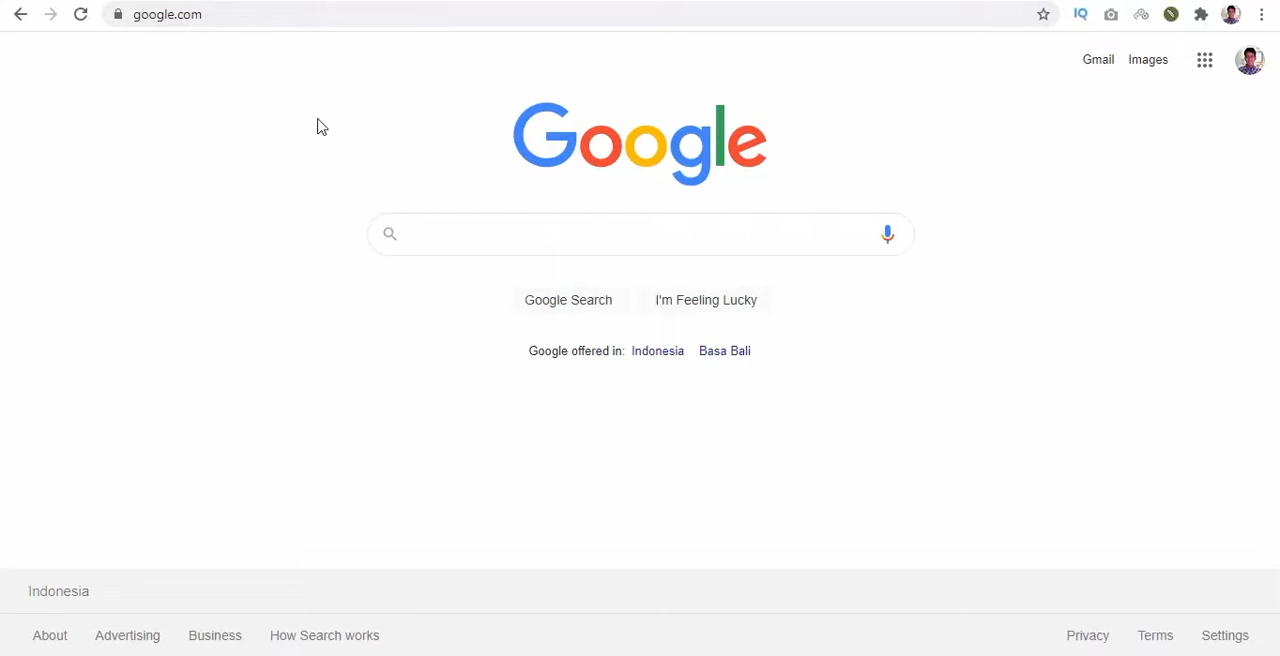 google.com
IQ
Gmail Images
Google
Google Search I'm Feeling Lucky
Google offered in: Indonesia Basa Bali
Indonesia
About Advertising Business How Search works Privacy Terms Settings